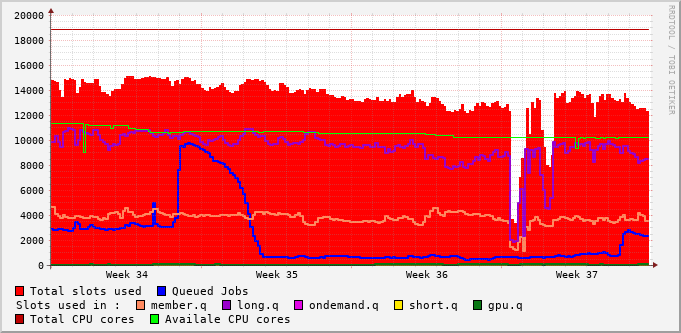 20000
18000
16000
14000
12000
10000
8000
6000
4000
2000
0
Week 34 Week 35 Week 36 Week 37
RRDTOOL / TOBI OETIKER
Total slots used Queued Jobs
Slots used in : member.q long.q ondemand.q short.q gpu.q
Total CPU cores Availale CPU cores